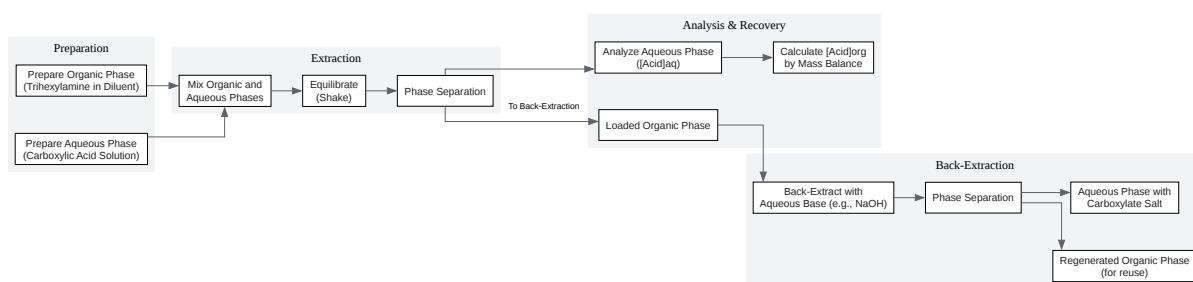 Preparation
Prepare Organic Phase
(Trihexylamine in Diluent)
Prepare Aqueous Phase
(Carboxylic Acid Solution)
Extraction
Mix Organic and
Aqueous Phases
Equilibrate
(Shake)
Phase Separation
To Back-Extraction
Analysis & Recovery
Analyze Aqueous Phase
([Acid]aq)
Calculate [Acid]org
by Mass Balance
Loaded Organic Phase
Back-Extraction
Back-Extract with
Aqueous Base (e.g., NaOH)
Phase Separation
Aqueous Phase with
Carboxylate Salt
Regenerated Organic Phase
(for reuse)